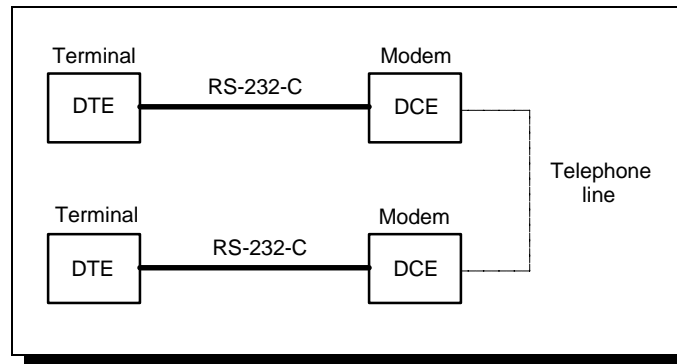 Terminal
Modem
RS-232-C
DTE
DCE
Telephone
line
Terminal
Modem
RS-232-C
DTE
DCE